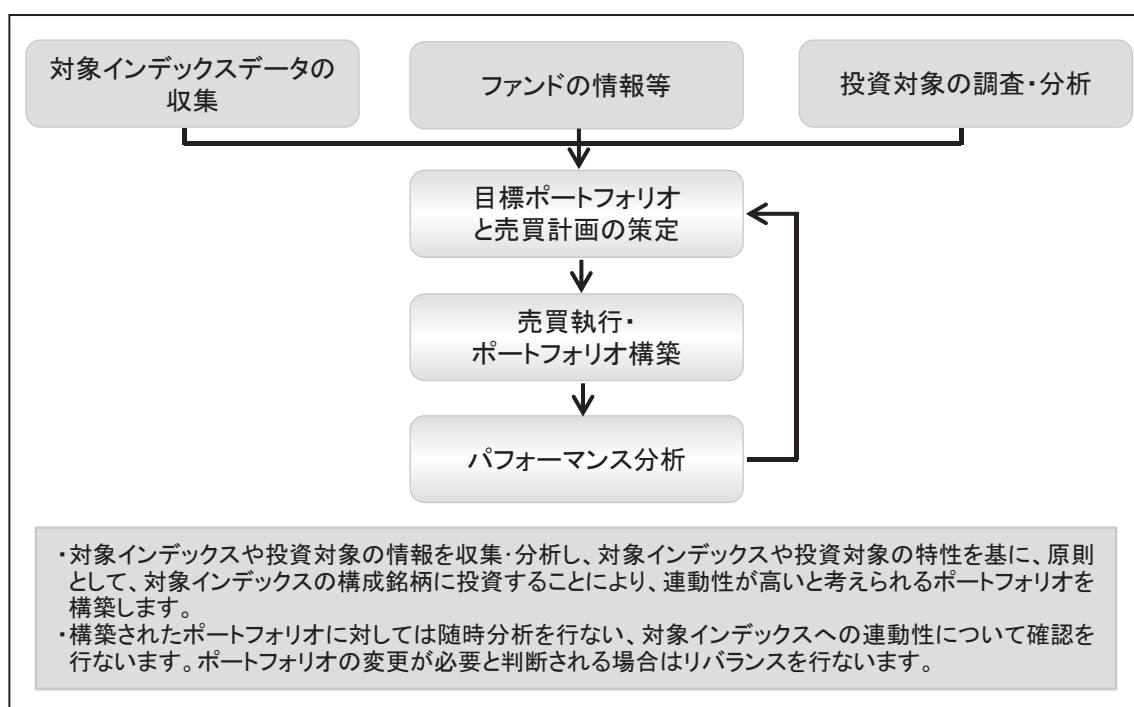 対象インデックスデータの
収集
ファンドの情報等
投資対象の調査・分析
目標ポートフォリオ
と売買計画の策定
売買執行・
ポートフォリオ構築
パフォーマンス分析
・対象インデックスや投資対象の情報を収集・分析し、対象インデックスや投資対象の特性を基に、原則
として、対象インデックスの構成銘柄に投資することにより、連動性が高いと考えられるポートフォリオを
構築します。
・構築されたポートフォリオに対しては随時分析を行ない、対象インデックスへの連動性について確認を
行ないます。ポートフォリオの変更が必要と判断される場合はリバランスを行ないます。